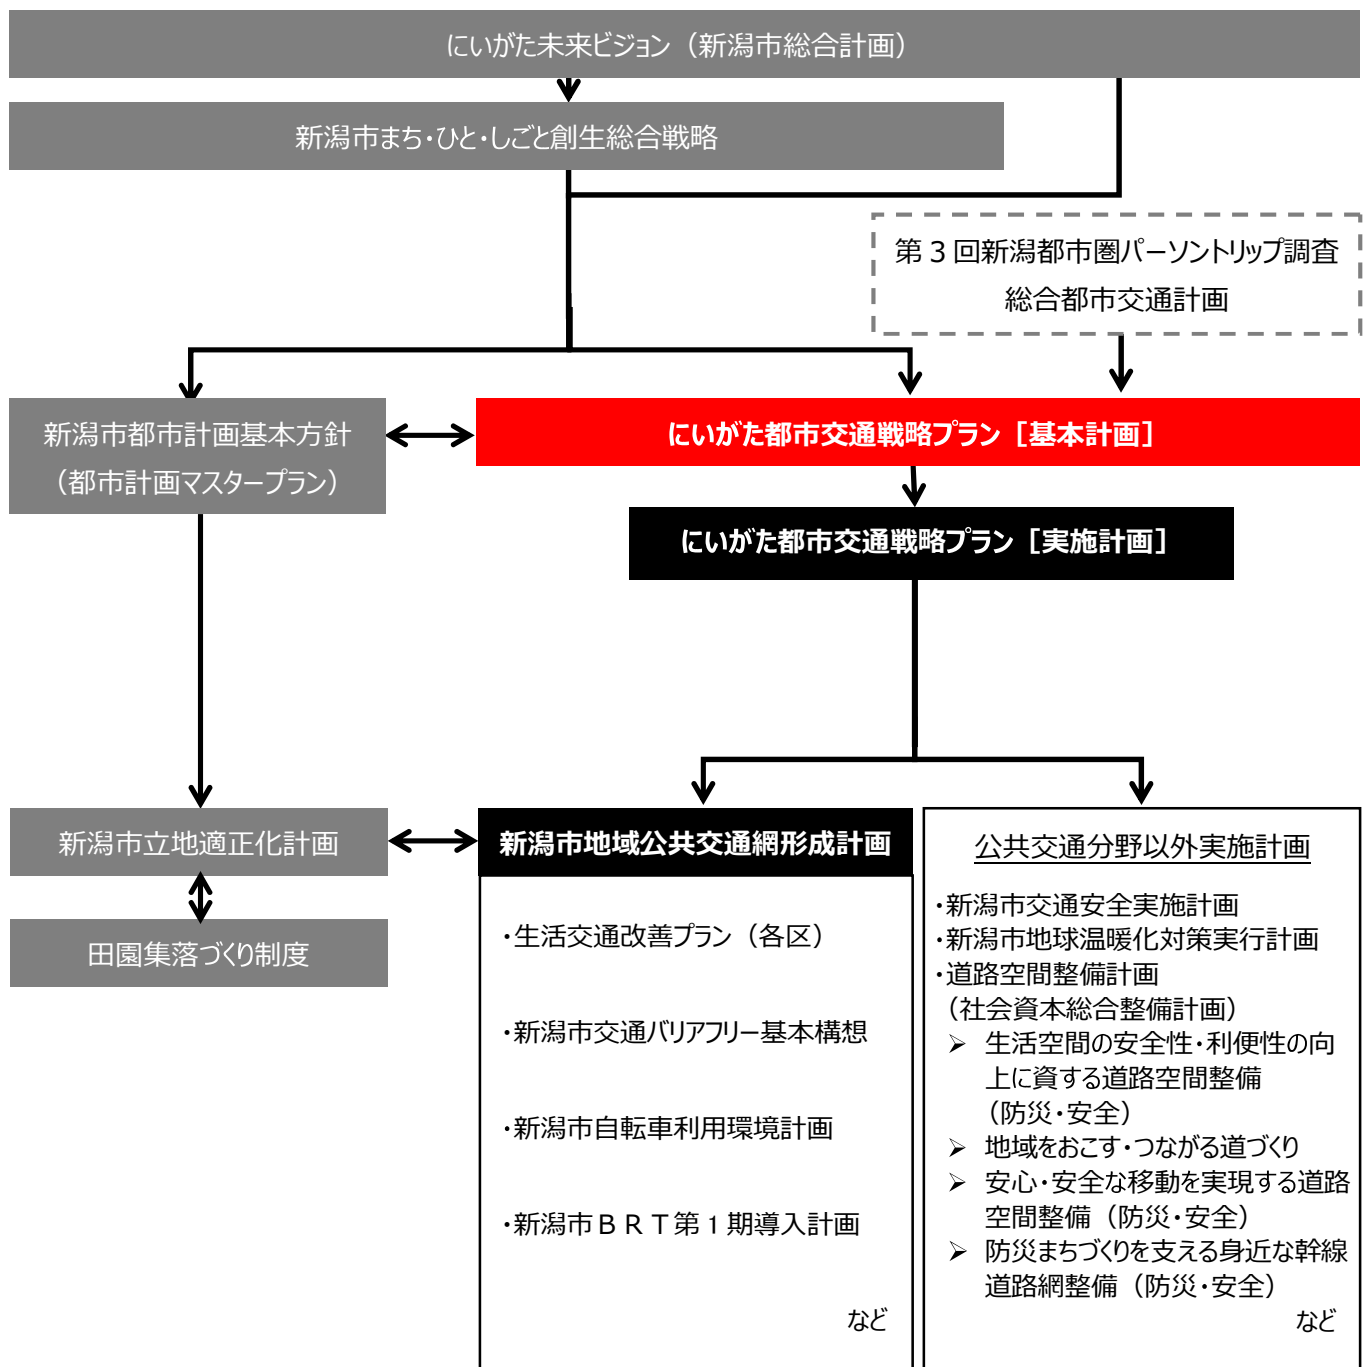 にいがた未来ビジョン（新潟市総合計画）
新潟市まち・ひと・しごと創生総合戦略
第３回新潟都市圏パーソントリップ調査
総合都市交通計画
新潟市都市計画基本方針
（都市計画マスタープラン）
にいがた都市交通戦略プラン［基本計画］
にいがた都市交通戦略プラン［実施計画］
新潟市立地適正化計画
田園集落づくり制度
新潟市地域公共交通網形成計画
・生活交通改善プラン（各区）
・新潟市交通バリアフリー基本構想
・新潟市自転車利用環境計画
・新潟市ＢＲＴ第１期導入計画
など
公共交通分野以外実施計画
・新潟市交通安全実施計画
・新潟市地球温暖化対策実行計画
・道路空間整備計画
（社会資本総合整備計画）
➢ 生活空間の安全性・利便性の向
上に資する道路空間整備
（防災・安全）
➢ 地域をおこす・つながる道づくり
➢ 安心・安全な移動を実現する道路
空間整備（防災・安全）
➢ 防災まちづくりを支える身近な幹線
道路網整備（防災・安全）
など